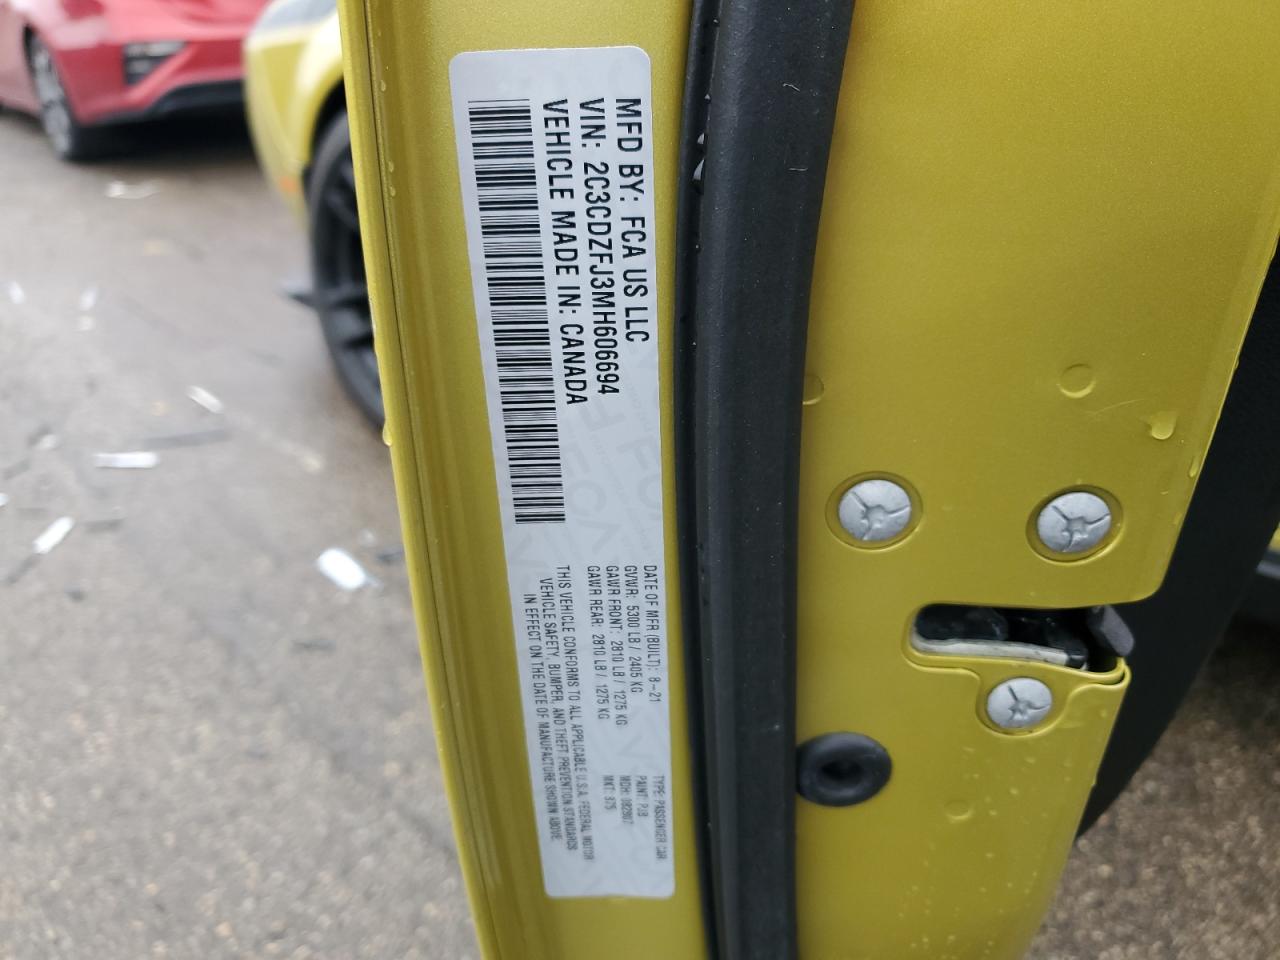 MFD BY: FCA US LLC
VIN: 2C3CDZFJ3MH606694
VEHICLE MADE IN: CANADA
DATE OF MFR (BUILT): 8-21
GVWR: 5300 LB / 2405 KG
GAWR FRONT: 2810 LB / 1275 KG
GAWR REAR: 2810 LB / 1275 KG
TYPE: PASSENGER CAR
PAINT:
MDH:
MKT:
THIS VEHICLE CONFORMS TO ALL APPLICABLE U.S.A. FEDERAL MOTOR
VEHICLE SAFETY, BUMPER, AND THEFT PREVENTION STANDARDS
IN EFFECT ON THE DATE OF MANUFACTURE SHOWN ABOVE.